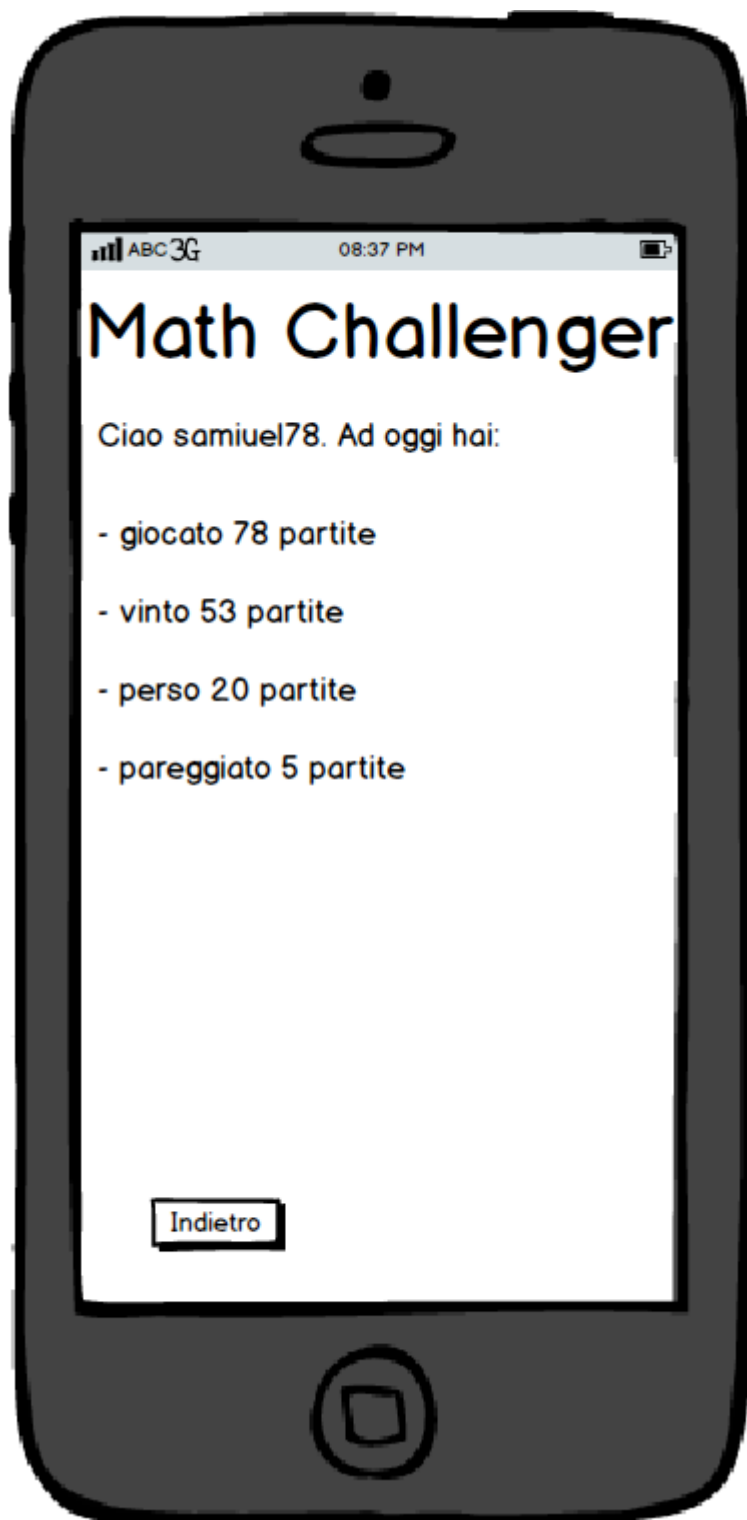 ABC 3G 08:37 PM
Math Challenger
Ciao samiuel78. Ad oggi hai:
- giocato 78 partite
- vinto 53 partite
- perso 20 partite
- pareggiato 5 partite
Indietro